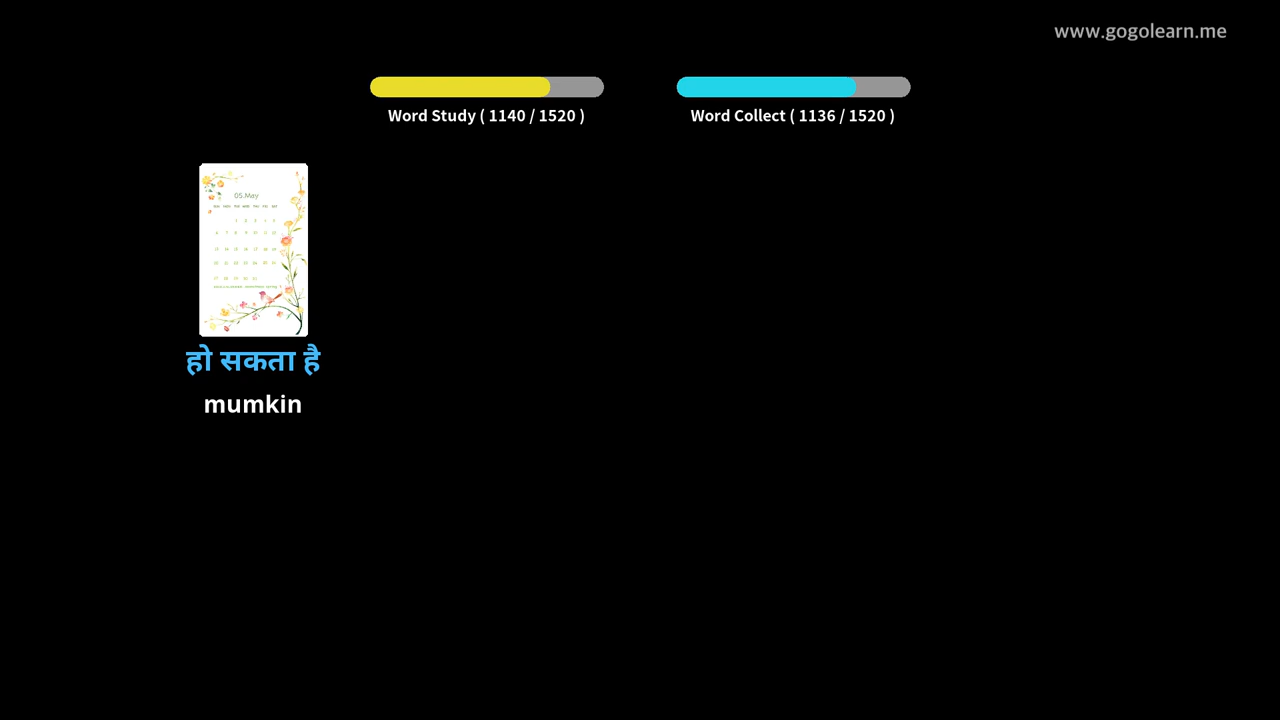 www.gogolearn.me
Word Study ( 1140 / 1520 )
Word Collect ( 1136 / 1520 )
05.May
हो सकता है
mumkin